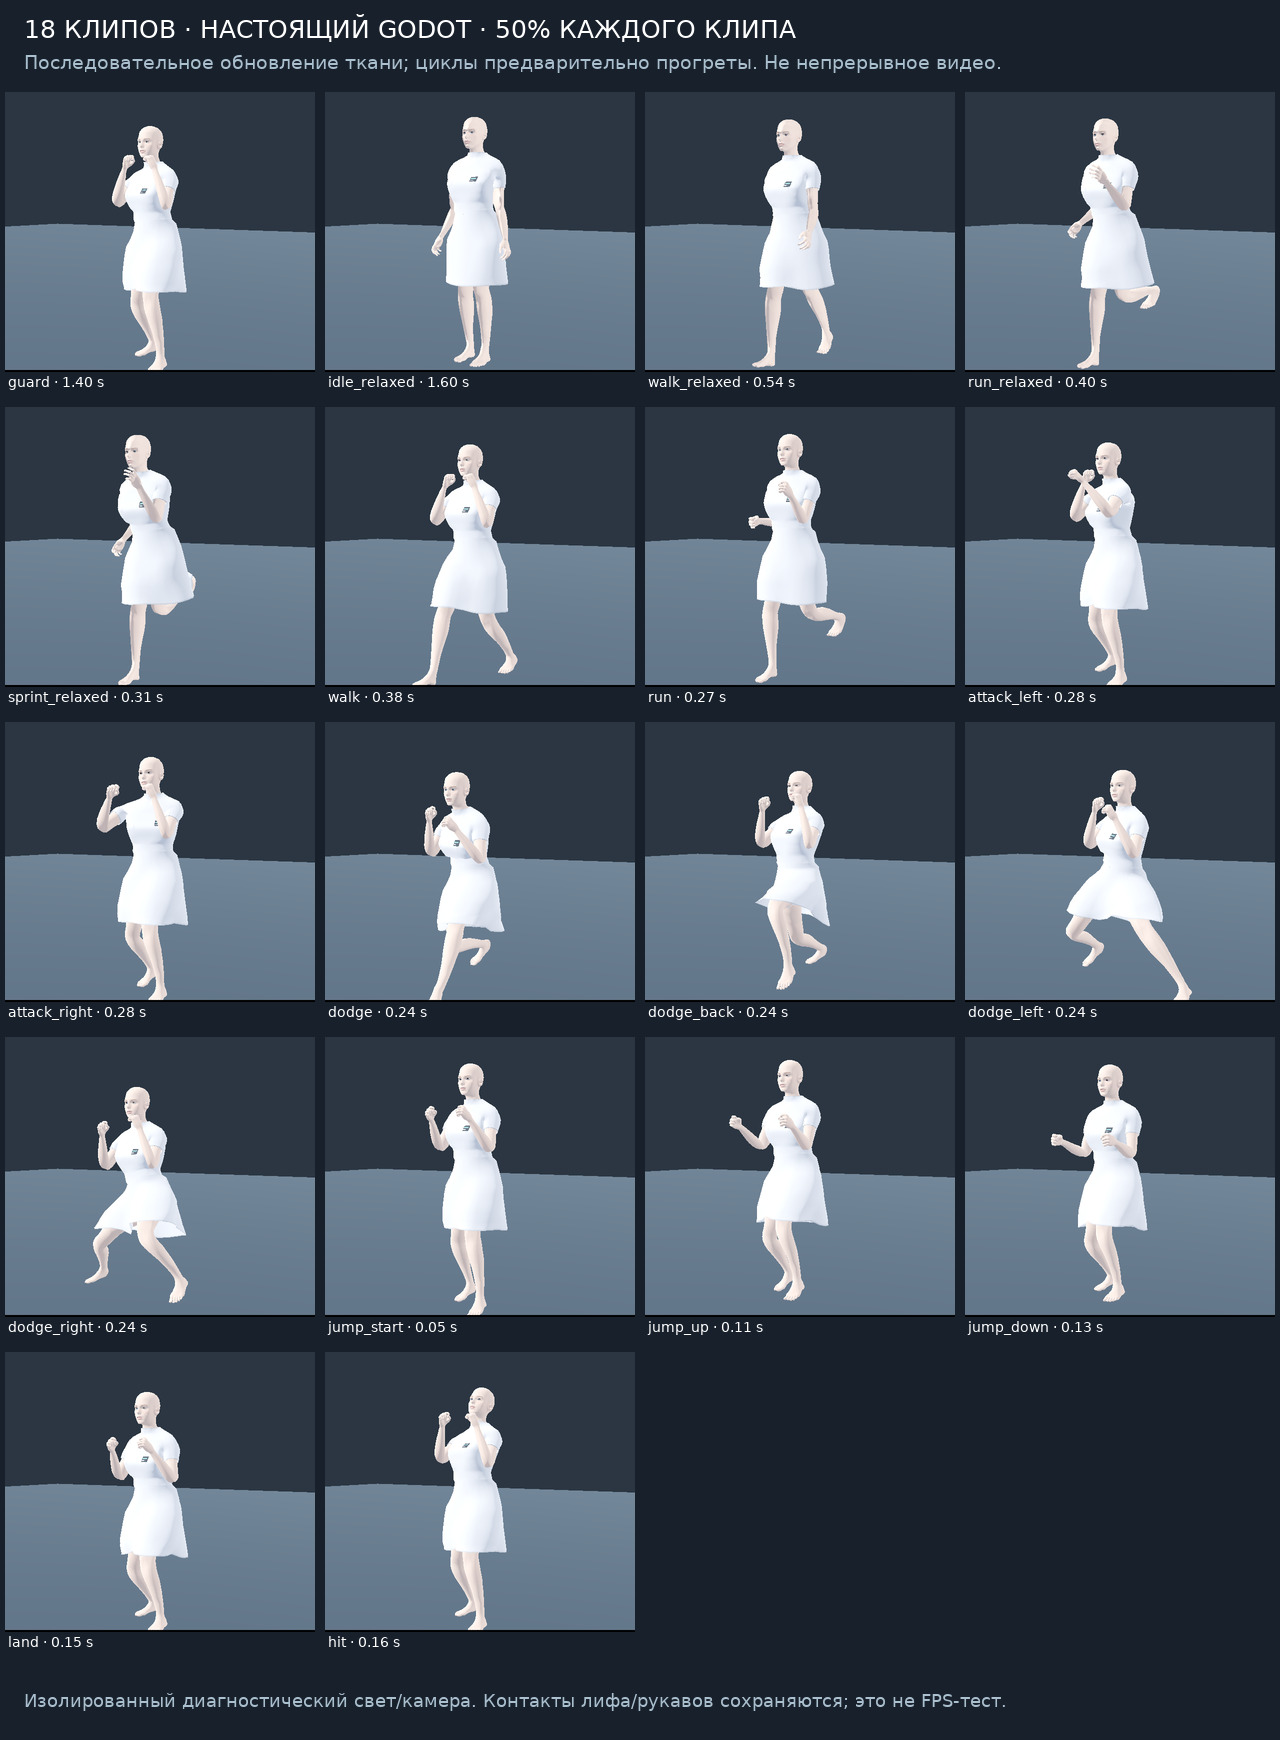 18 КЛИПОВ · НАСТОЯЩИЙ GODOT · 50% КАЖДОГО КЛИПА
Последовательное обновление ткани; циклы предварительно прогреты. Не непрерывное видео.
guard · 1.40 s
idle_relaxed · 1.60 s
walk_relaxed · 0.54 s
run_relaxed · 0.40 s
sprint_relaxed · 0.31 s
walk · 0.38 s
run · 0.27 s
attack_left · 0.28 s
attack_right · 0.28 s
dodge · 0.24 s
dodge_back · 0.24 s
dodge_left · 0.24 s
dodge_right · 0.24 s
jump_start · 0.05 s
jump_up · 0.11 s
jump_down · 0.13 s
land · 0.15 s
hit · 0.16 s
Изолированный диагностический свет/камера. Контакты лифа/рукавов сохраняются; это не FPS-тест.